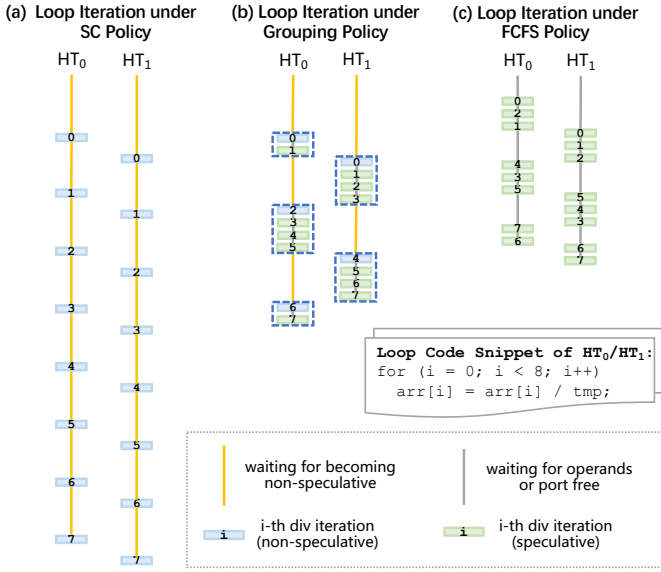 (a) Loop Iteration under
SC Policy
HT0
HT1
0
0
1
1
2
2
3
3
4
4
5
5
6
6
7
7
(b) Loop Iteration under
Grouping Policy
HT0
HT1
0
1
0
1
2
3
2
3
4
5
4
5
6
7
6
7
(c) Loop Iteration under
FCFS Policy
HT0
HT1
0
2
1
0
1
2
4
3
5
5
4
3
7
6
6
7
Loop Code Snippet of HT0/HT1:
for (i = 0; i < 8; i++)
arr[i] = arr[i] / tmp;
waiting for becoming
non-speculative
waiting for operands
or port free
i
i-th div iteration
(non-speculative)
i
i-th div iteration
(speculative)